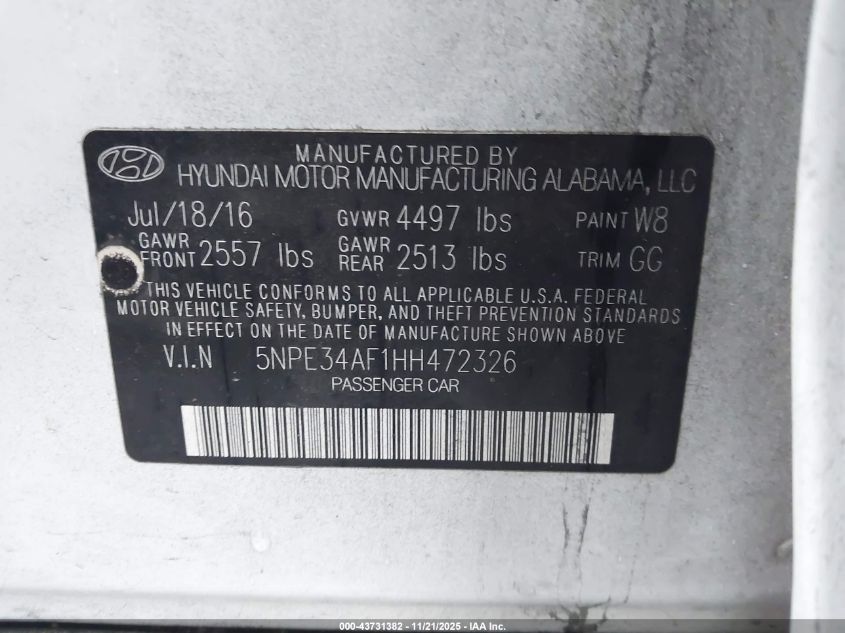 MANUFACTURED BY
HYUNDAI MOTOR MANUFACTURING ALABAMA, LLC
Jul/18/16 GVWR 4497 lbs PAINT W8
GAWR FRONT 2557 lbs GAWR REAR 2513 lbs TRIM GG
THIS VEHICLE CONFORMS TO ALL APPLICABLE U.S.A. FEDERAL
MOTOR VEHICLE SAFETY, BUMPER, AND THEFT PREVENTION STANDARDS
IN EFFECT ON THE DATE OF MANUFACTURE SHOWN ABOVE
V.I.N 5NPE34AF1HH472326
PASSENGER CAR
000-43731382 - 11/21/2025 - IAA Inc.